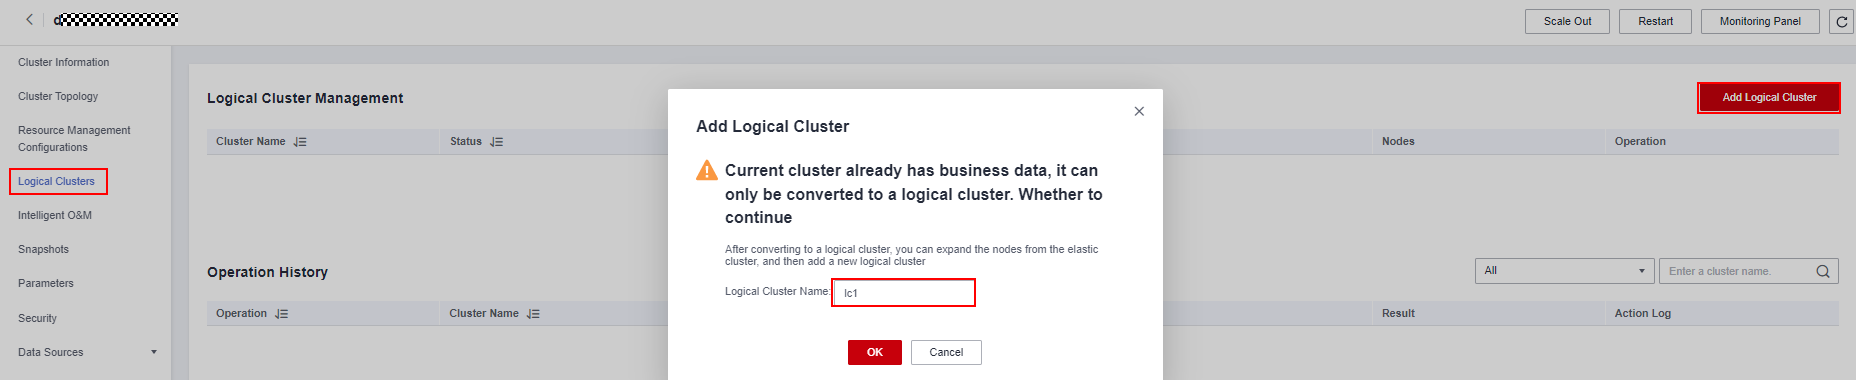 Scale Out
Restart
Monitoring Panel
Cluster Information
Cluster Topology
Resource Management
Configurations
Logical Clusters
Intelligent O&M
Snapshots
Parameters
Security
Data Sources
Logical Cluster Management
Add Logical Cluster
Cluster Name
Status
Nodes
Operation
Add Logical Cluster
Current cluster already has business data, it can
only be converted to a logical cluster. Whether to
continue
After converting to a logical cluster, you can expand the nodes from the elastic
cluster, and then add a new logical cluster
Logical Cluster Name:
lc1
OK
Cancel
Operation History
All
Enter a cluster name.
Operation
Cluster Name
Result
Action Log